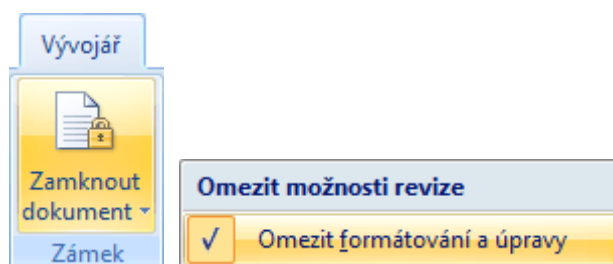 Vývojář
Zamknout
dokument
Zámek
Omezit možnosti revize
Omezit formátování a úpravy